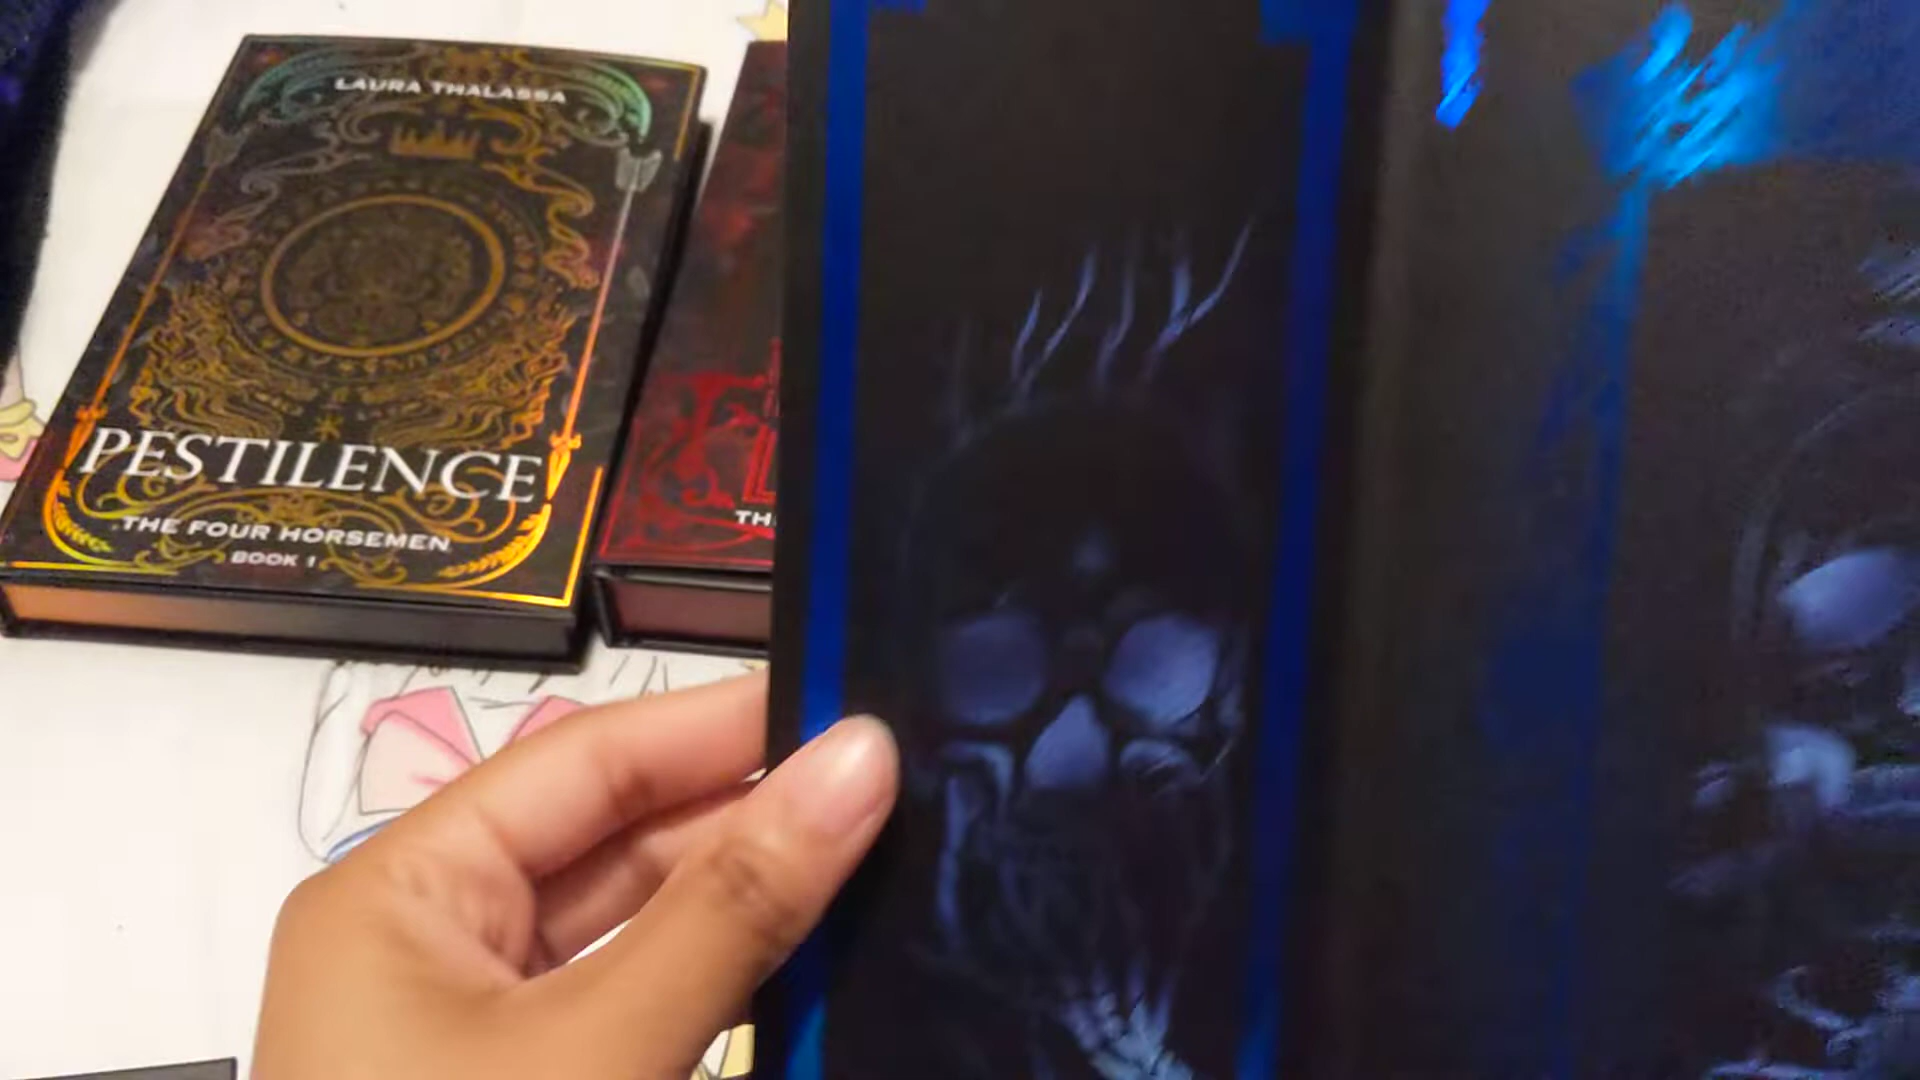 LAURA THALASSA
PESTILENCE
THE FOUR HORSEMEN
BOOK 1